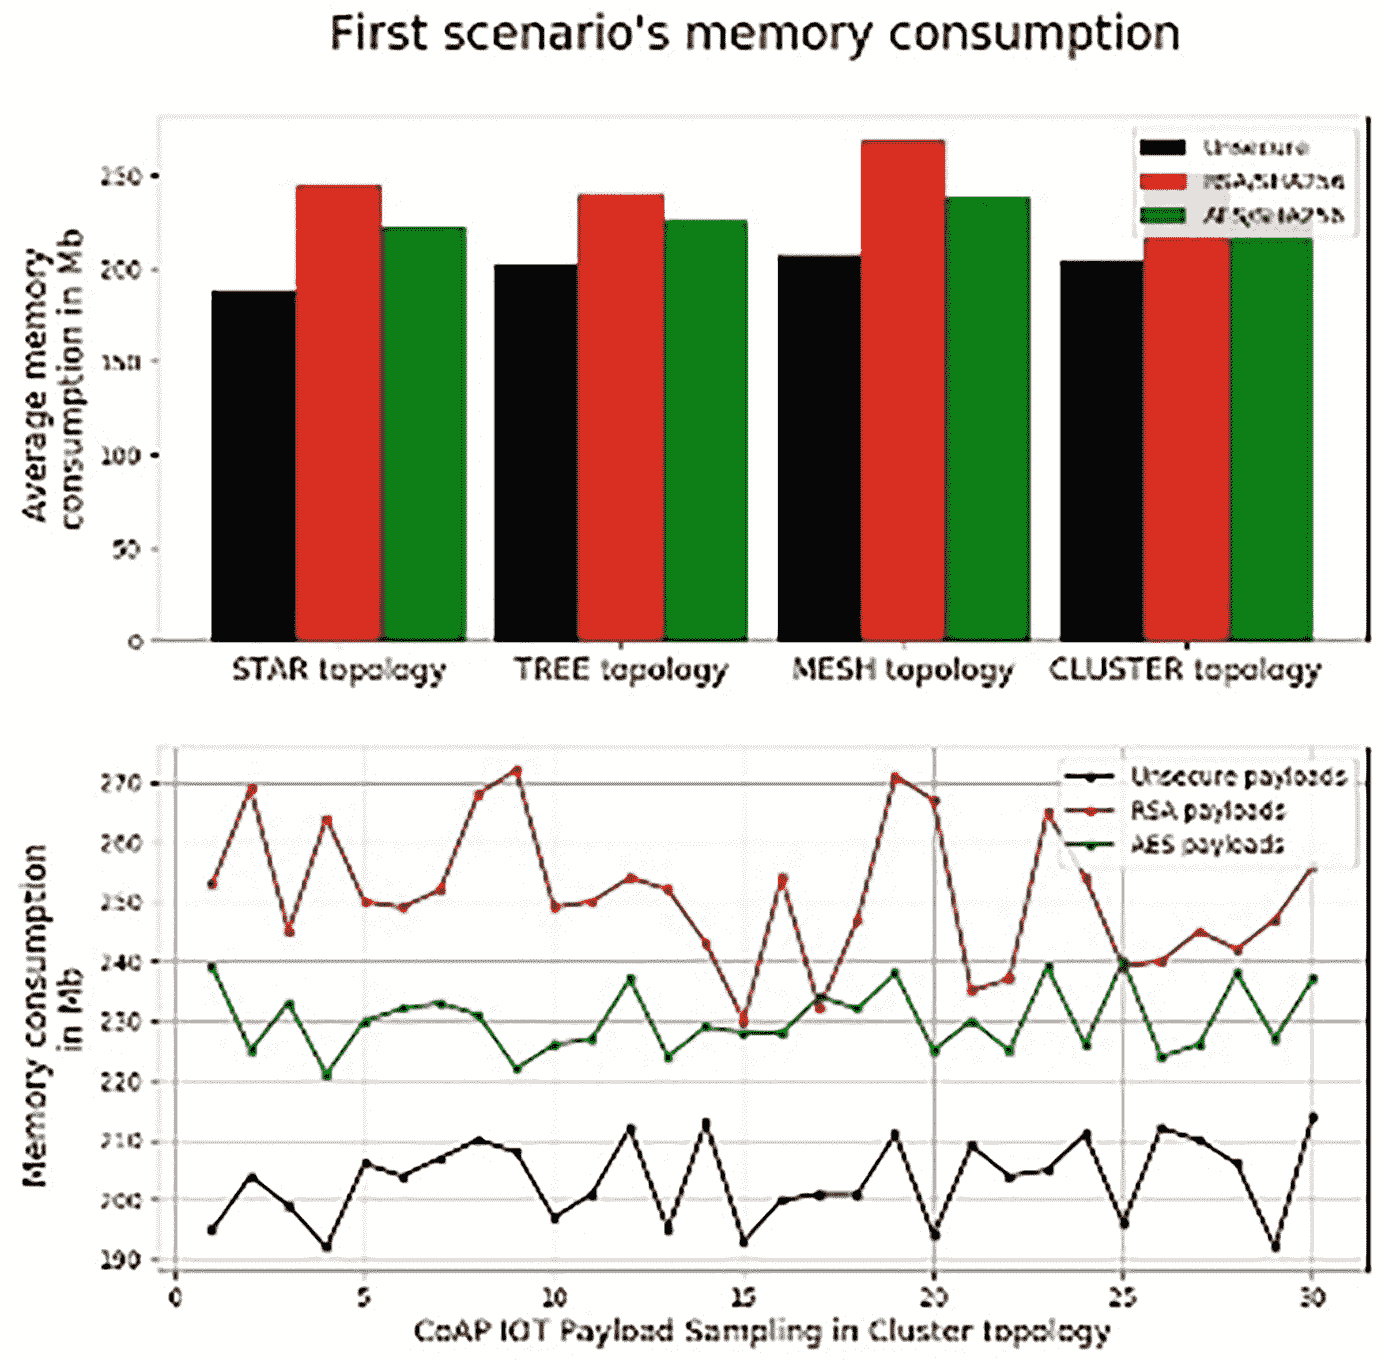 First scenario's memory consumption
Average memory
consumption in Mb
250
200
150
100
50
0
Unsecure
RSA/SHA256
AES/SHA256
STAR topology
TREE topology
MESH topology
CLUSTER topology
Memory consumption
in Mb
270
260
250
240
230
220
210
200
190
Unsecure payloads
RSA payloads
AES payloads
0
5
10
15
20
25
30
CoAP IOT Payload Sampling in Cluster topology